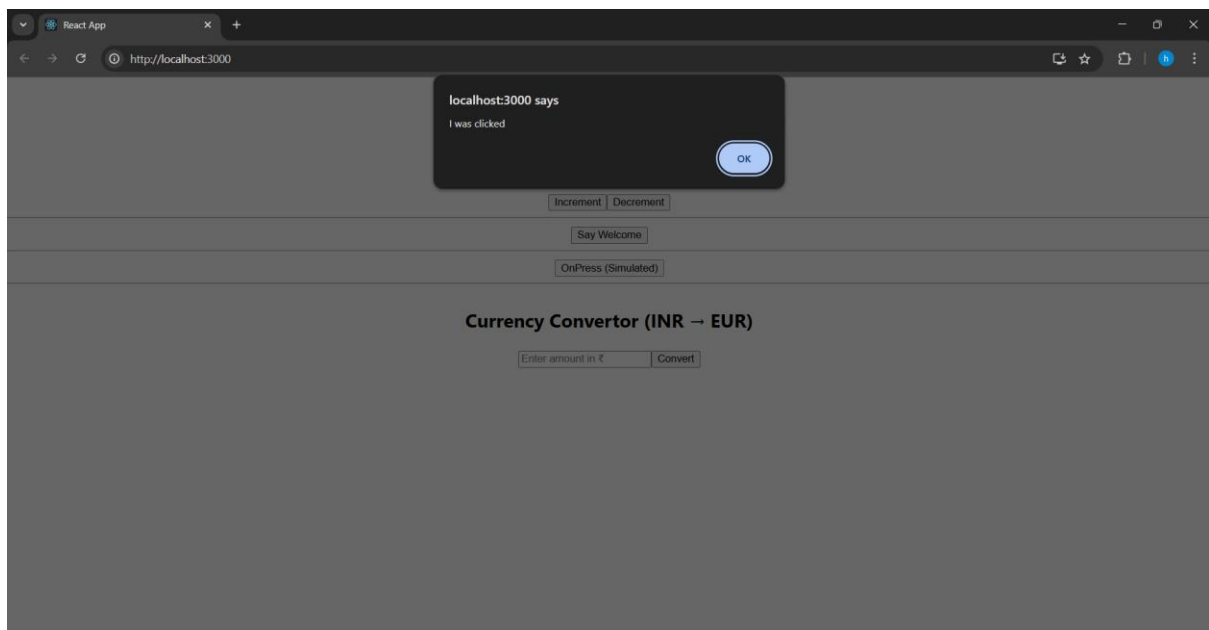 React App
http://localhost:3000
h
localhost:3000 says
I was clicked
OK
Increment Decrement
Say Welcome
OnPress (Simulated)
Currency Convertor (INR → EUR)
Enter amount in ₹ Convert